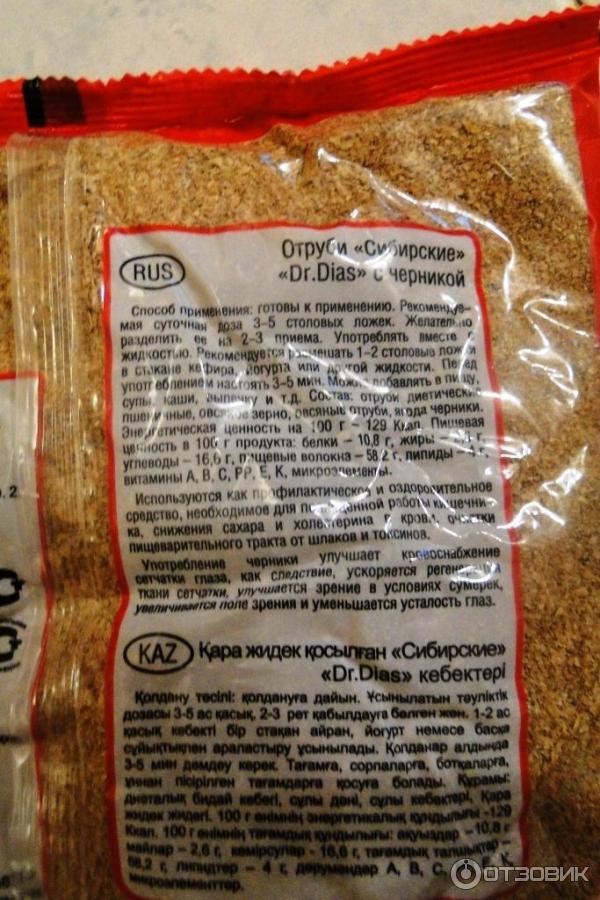 RUS
Отруби «Сибирские»
«Dr.Dias» с черникой
Способ применения: готовы к применению. Рекомендуе-
мая суточная доза 3-5 столовых ложек. Желательно
разделить ее на 2-3 приема. Употреблять вместе с
жидкостью. Рекомендуется размешать 1-2 столовые ложки
в стакане кефира, йогурта или другой жидкости. Перед
употреблением настоять 3-5 мин. Можно добавлять в пищу,
супы, каши, выпечку и т.д. Состав: отруби диетические
пшеничные, овсяное зерно, овсяные отруби, ягода черники.
Энергетическая ценность на 100 г – 129 Ккал. Пищевая
ценность в 100 г продукта: белки – 10,8 г, жиры –
углеводы – 16,6 г, пищевые волокна – 58,2 г, липиды – 4 г,
витамины А, В, С, РР, Е, К, микроэлементы.
Используются как профилактическое и оздоровительное
средство, необходимое для полноценной работы кишечни-
ка, снижения сахара и холестерина в крови, очистки
пищеварительного тракта от шлаков и токсинов.
Употребление черники улучшает кровоснабжение
сетчатки глаза, как следствие, ускоряется регенерация
ткани сетчатки, улучшается зрение в условиях сумерек,
увеличивается поле зрения и уменьшается усталость глаз.
KAZ
Қара жидек қосылған «Сибирские»
«Dr.Dias» кебектері
Қолдану тәсілі: қолдануға дайын. Ұсынылатын тәуліктік
дозасы 3-5 ас қасық, 2-3 рет қабылдауға бөлген жөн. 1-2 ас
қасық кебекті бір стақан айран, йогурт немесе басқа
сұйықтықпен араластыру ұсынылады. Қолданар алдында
3-5 мин демдеу керек. Тағамға, сорпаларға, ботқаларға,
ұннан пісірілген тағамдарға қосуға болады. Құрамы:
диеталық бидай кебегі, сұлы дәні, сұлы кебектері, Қара
жидек жидегі. 100 г өнімнің энергетикалық құндылығы -129
Ккал. 100 г өнімнің тағамдық құндылығы: ақуыздар – 10,8 г
майлар – 2,6 г, көмірсулар - 16,6 г, тағамдық талшықтар –
58,2 г, липидтер – 4 г, дәрумендер А, В, С, Е, К,
микроэлементтер.
. 2
ОТЗОВИК